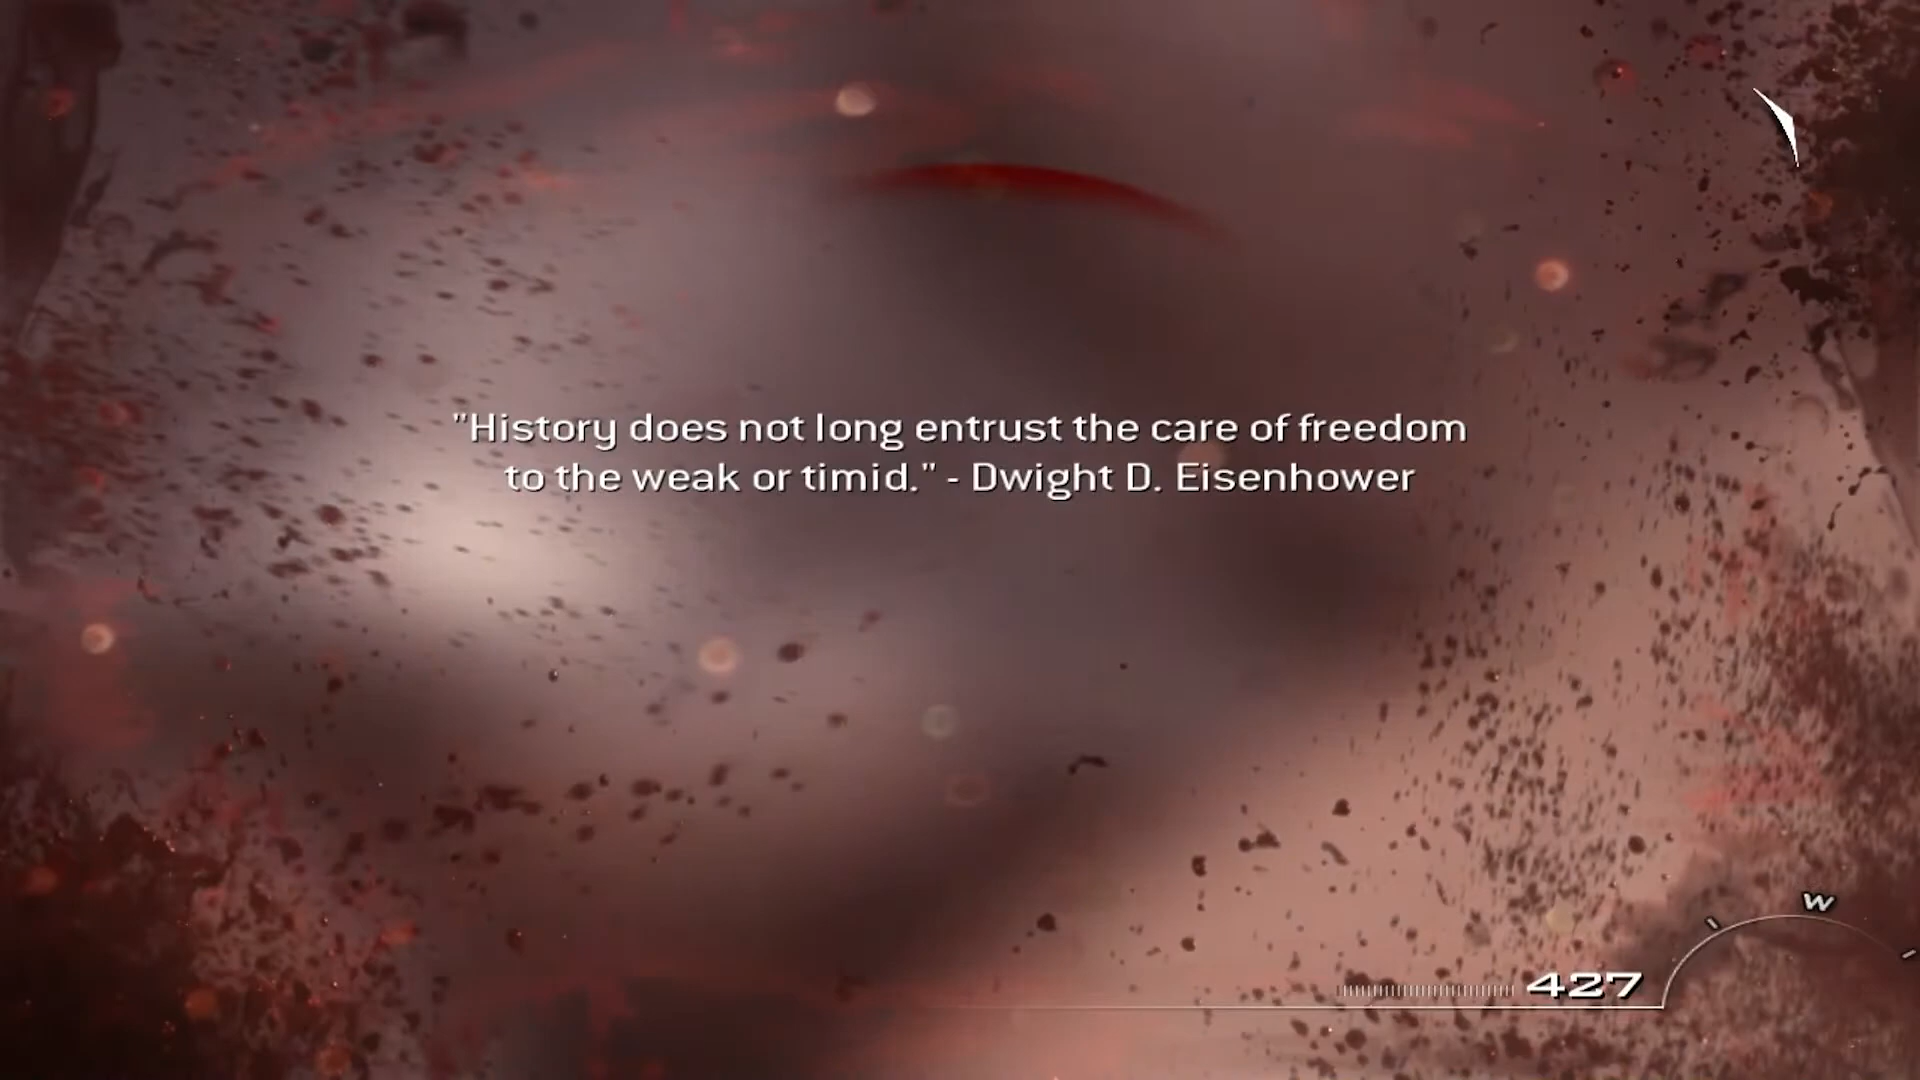 "History does not long entrust the care of freedom
to the weak or timid." - Dwight D. Eisenhower
W
427